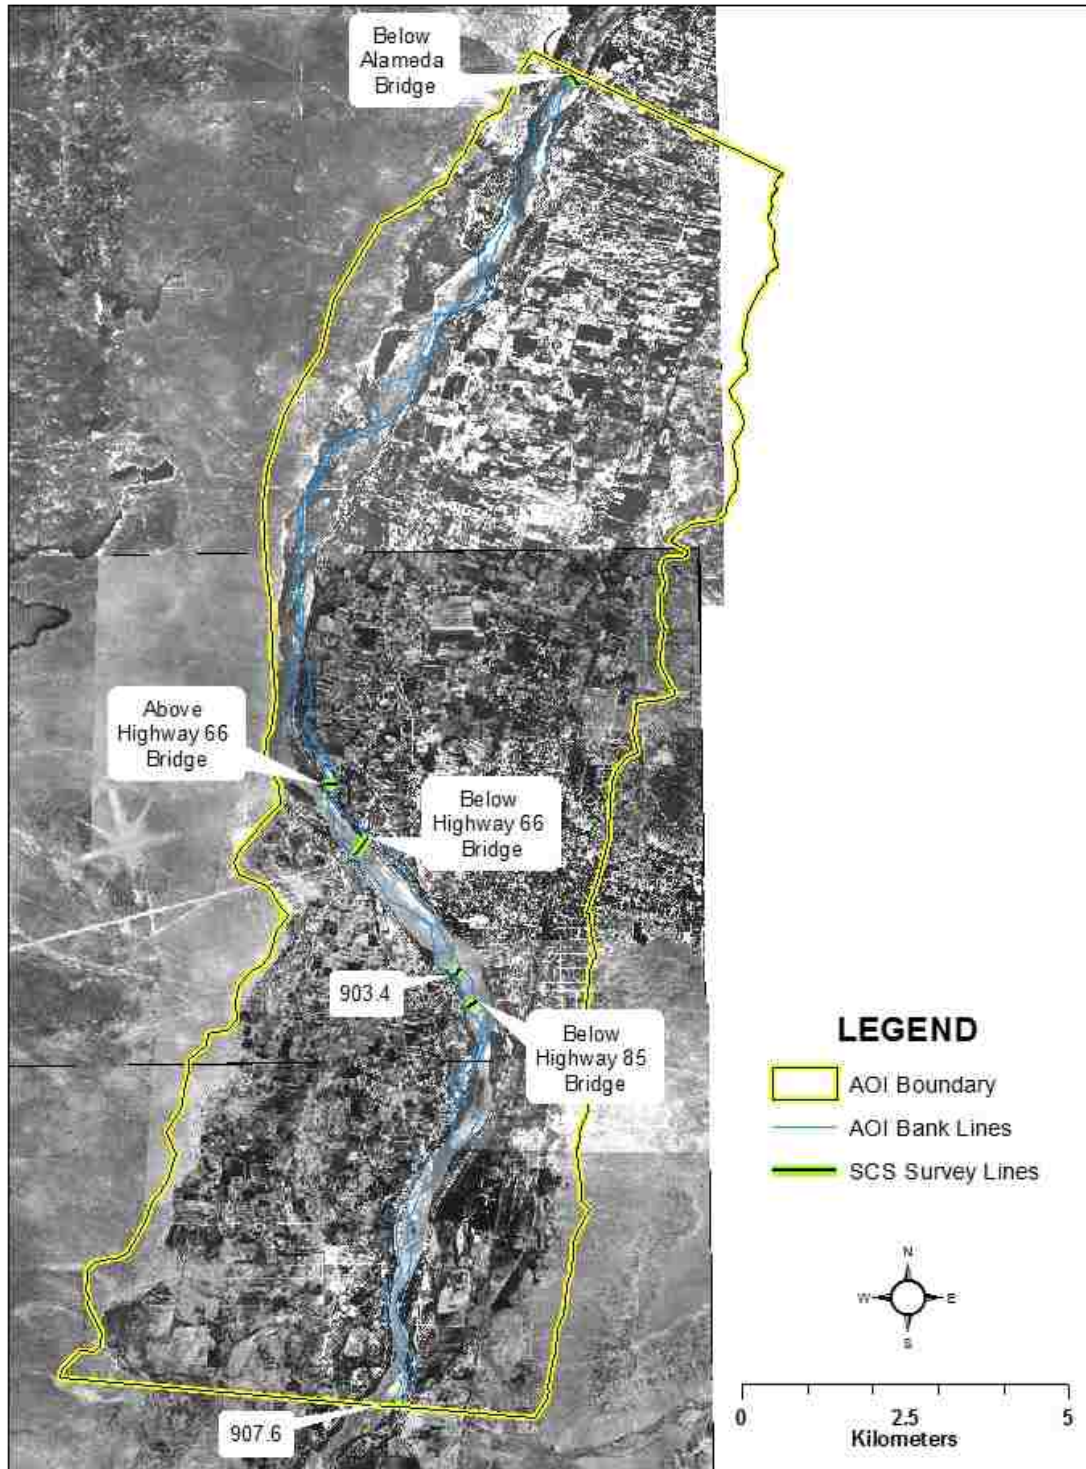 Below
Alameda
Bridge
Above
Highway 66
Bridge
Below
Highway 66
Bridge
903.4
Below
Highway 85
Bridge
907.6
LEGEND
AOI Boundary
AOI Bank Lines
SCS Survey Lines
N
W E
S
0 2.5 5
Kilometers